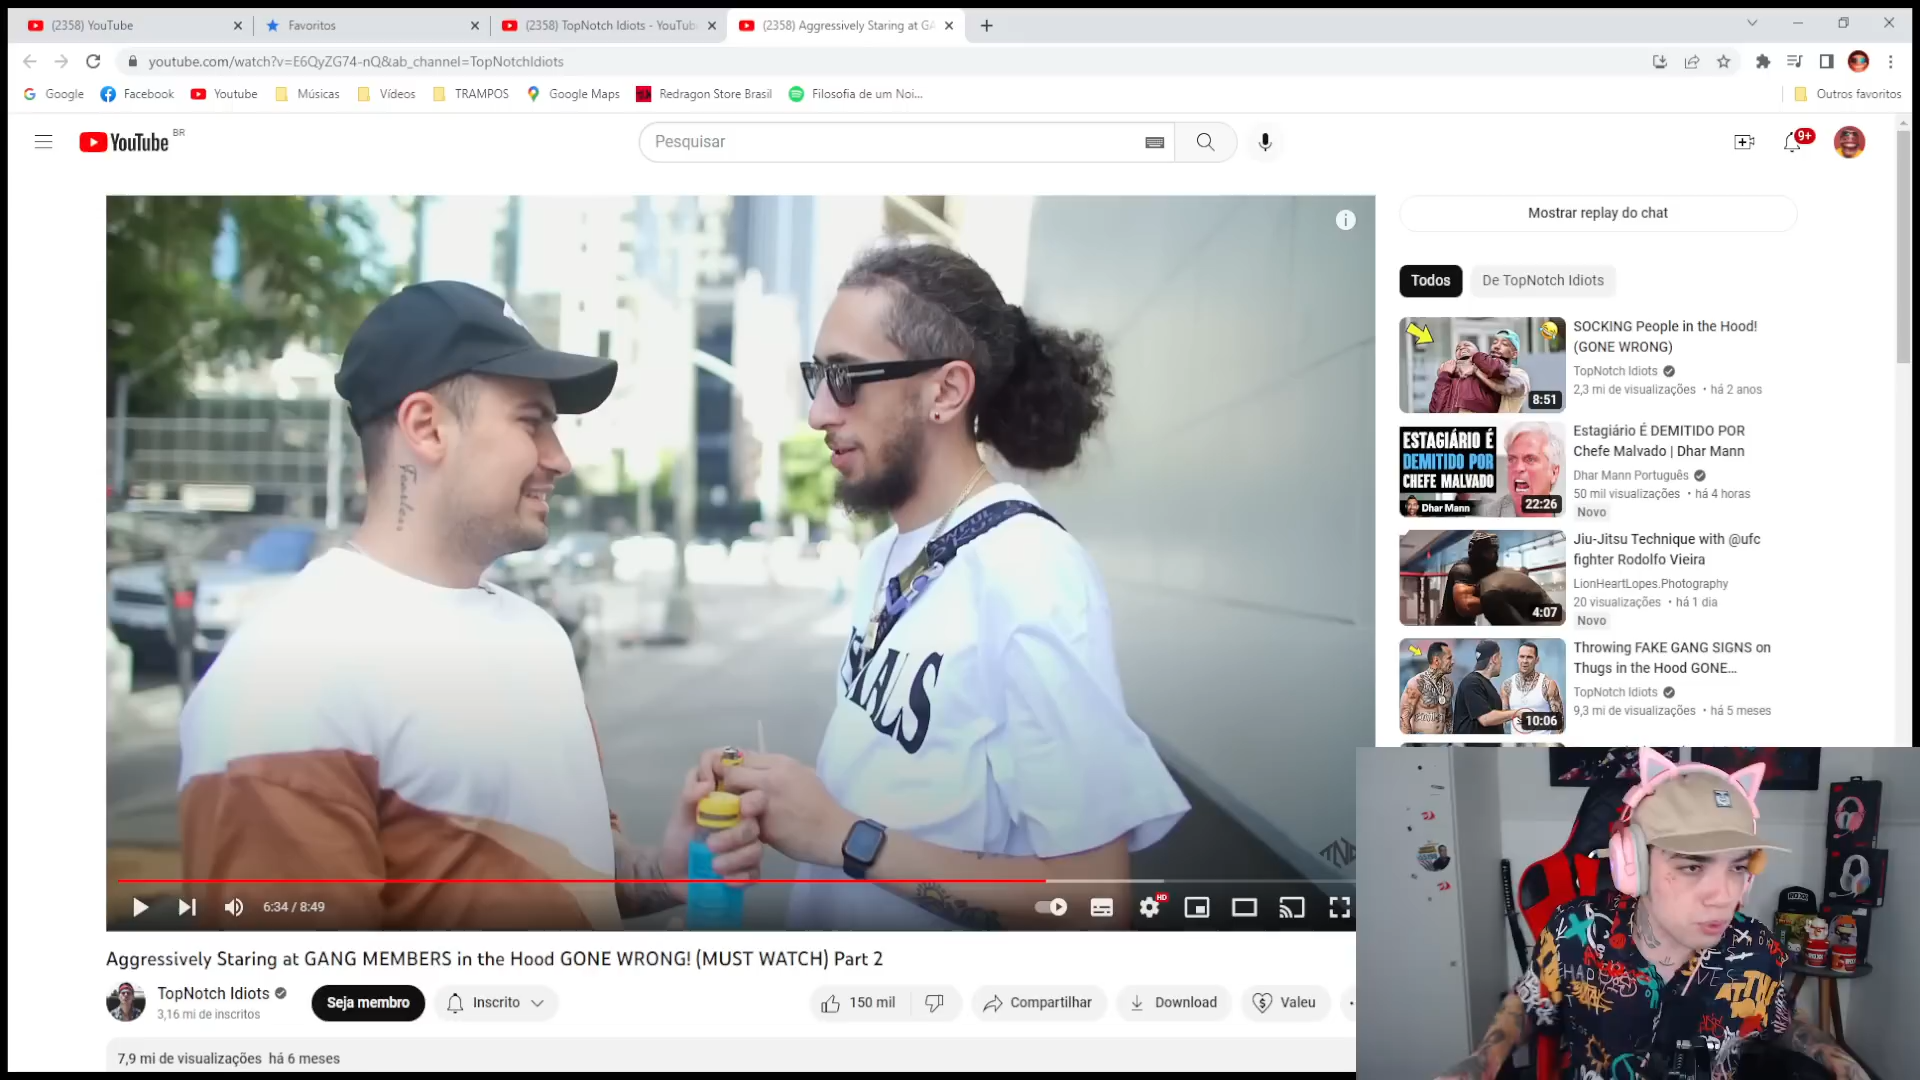 (2358) YouTube
Favoritos
(2358) TopNotch Idiots - YouTub
(2358) Aggressively Staring at GA
youtube.com/watch?v=E6QyZG74-nQ&ab_channel=TopNotchIdiots
Google
Facebook
Youtube
Músicas
Vídeos
TRAMPOS
Google Maps
Redragon Store Brasil
Filosofia de um Noi...
Outros favoritos
YouTube BR
Pesquisar
9+
Fearless
TNC
6:34 / 8:49
HD
Aggressively Staring at GANG MEMBERS in the Hood GONE WRONG! (MUST WATCH) Part 2
TopNotch Idiots
3,16 mi de inscritos
Seja membro
Inscrito
150 mil
Compartilhar
Download
Valeu
7,9 mi de visualizações há 6 meses
Mostrar replay do chat
Todos
De TopNotch Idiots
8:51
SOCKING People in the Hood!
(GONE WRONG)
TopNotch Idiots
2,3 mi de visualizações • há 2 anos
ESTAGIÁRIO É
DEMITIDO POR
CHEFE MALVADO
Dhar Mann
22:26
Estagiário É DEMITIDO POR
Chefe Malvado | Dhar Mann
Dhar Mann Português
50 mil visualizações • há 4 horas
Novo
4:07
Jiu-Jitsu Technique with @ufc
fighter Rodolfo Vieira
LionHeartLopes.Photography
20 visualizações • há 1 dia
Novo
10:06
Throwing FAKE GANG SIGNS on
Thugs in the Hood GONE...
TopNotch Idiots
9,3 mi de visualizações • há 5 meses